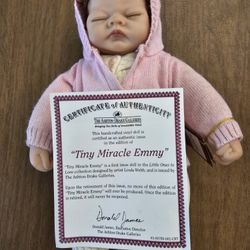 CERTIFICATE OF AUTHENTICITY
THE ASHTON-DRAKE GALLERIES
This handcrafted vinyl doll is
certified as an authentic issue
in the edition of
"Tiny Miracle Emmy"
"Tiny Miracle Emmy" is a first issue doll in the Little Ones to
Love collection designed by artist Linda Webb, and is issued by
The Ashton-Drake Galleries.
Upon the retirement of this issue, no more of this edition of
"Tiny Miracle Emmy" will ever be produced. Once this edition is
retired, it will never be reopened.
Donald James, Executive Director
The Ashton-Drake Galleries